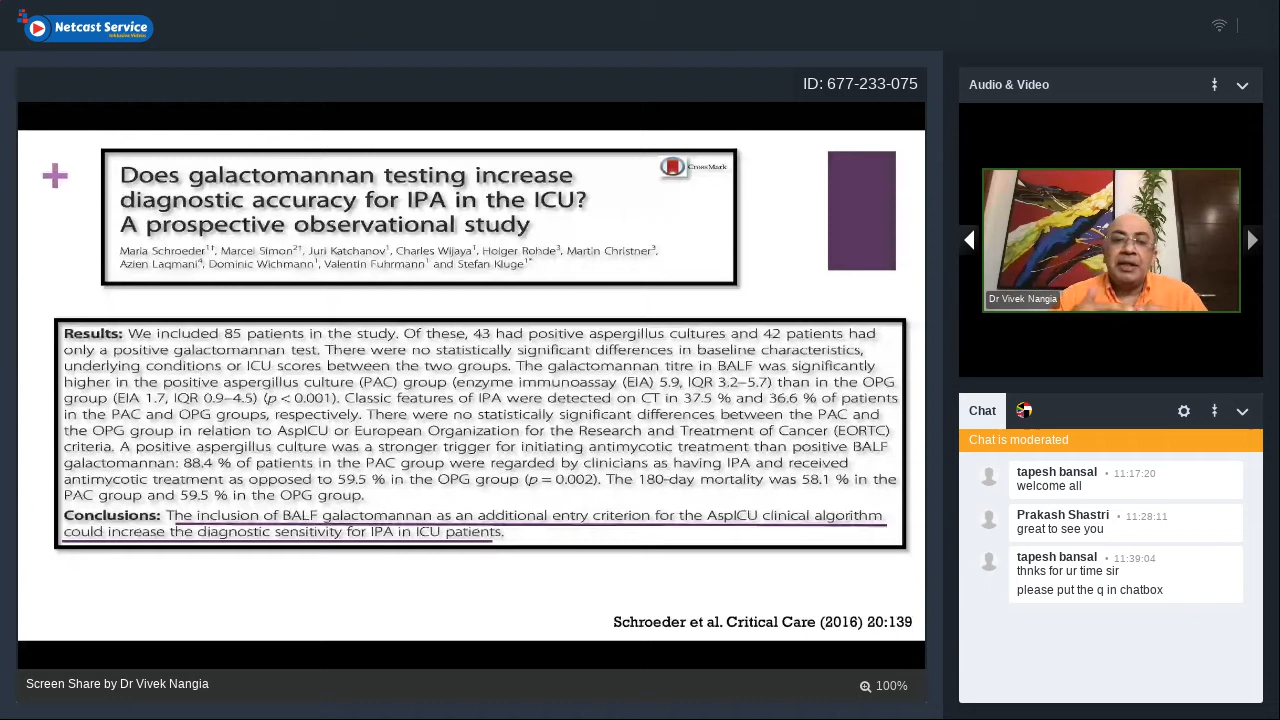 Netcast Service
ID: 677-233-075
Does galactomannan testing increase
diagnostic accuracy for IPA in the ICU?
A prospective observational study
CrossMark
Maria Schroeder1†, Marcel Simon2†, Juri Katchanov1, Charles Wijaya1, Holger Rohde3, Martin Christner3,
Azien Laqmani4, Dominic Wichmann1, Valentin Fuhrmann1 and Stefan Kluge1*
Results: We included 85 patients in the study. Of these, 43 had positive aspergillus cultures and 42 patients had
only a positive galactomannan test. There were no statistically significant differences in baseline characteristics,
underlying conditions or ICU scores between the two groups. The galactomannan titre in BALF was significantly
higher in the positive aspergillus culture (PAC) group (enzyme immunoassay (EIA) 5.9, IQR 3.2–5.7) than in the OPG
group (EIA 1.7, IQR 0.9–4.5) (p < 0.001). Classic features of IPA were detected on CT in 37.5 % and 36.6 % of patients
in the PAC and OPG groups, respectively. There were no statistically significant differences between the PAC and
the OPG group in relation to AspICU or European Organization for the Research and Treatment of Cancer (EORTC)
criteria. A positive aspergillus culture was a stronger trigger for initiating antimycotic treatment than positive BALF
galactomannan: 88.4 % of patients in the PAC group were regarded by clinicians as having IPA and received
antimycotic treatment as opposed to 59.5 % in the OPG group (p = 0.002). The 180-day mortality was 58.1 % in the
PAC group and 59.5 % in the OPG group.
Conclusions: The inclusion of BALF galactomannan as an additional entry criterion for the AspICU clinical algorithm
could increase the diagnostic sensitivity for IPA in ICU patients.
Schroeder et al. Critical Care (2016) 20:139
Screen Share by Dr Vivek Nangia
100%
Audio & Video
Dr Vivek Nangia
Chat
Chat is moderated
tapesh bansal • 11:17:20
welcome all
Prakash Shastri • 11:28:11
great to see you
tapesh bansal • 11:39:04
thnks for ur time sir
please put the q in chatbox